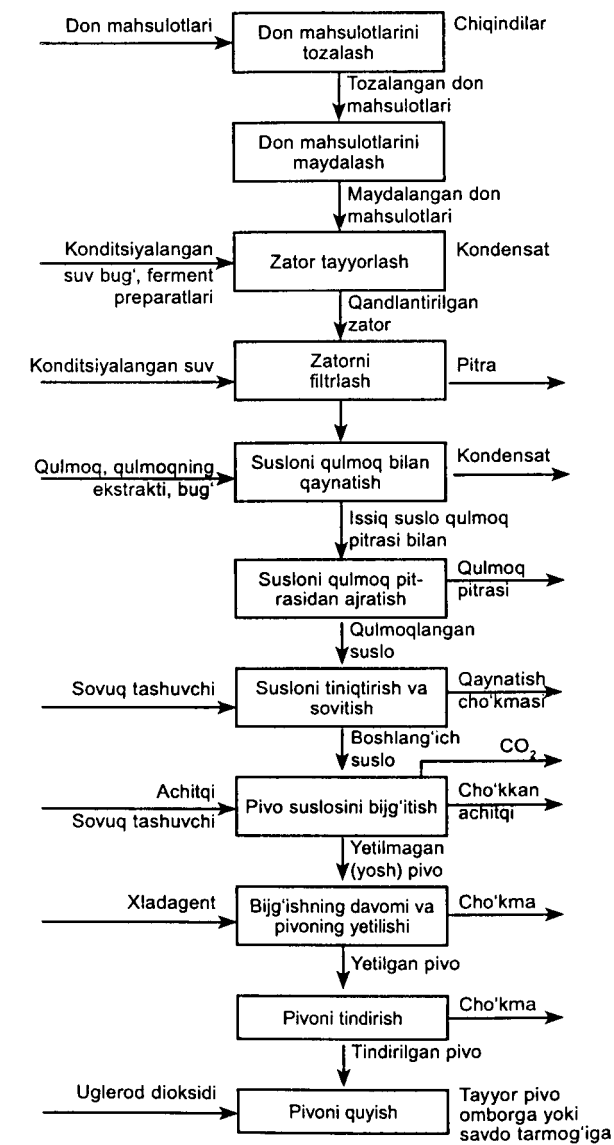 Don mahsulotlari
Don mahsulotlarini
tozalash
Chiqindilar
Tozalangan don
mahsulotlari
Don mahsulotlarini
maydalash
Maydalangan don
mahsulotlari
Konditsiyalangan
suv bug‘, ferment
preparatlari
Zator tayyorlash
Kondensat
Qandlantirilgan
zator
Konditsiyalangan suv
Zatorni
filtrlash
Pitra
Qulmoq, qulmoqning
ekstrakti, bug‘
Susloni qulmoq bilan
qaynatish
Kondensat
Issiq suslo qulmoq
pitrasi bilan
Susloni qulmoq pit-
rasidan ajratish
Qulmoq
pitrasi
Qulmoqlangan
suslo
Sovuq tashuvchi
Susloni tiniqtirish va
sovitish
Qaynatish
cho‘kmasi
Boshlang‘ich
suslo
CO₂
Achitqi
Sovuq tashuvchi
Pivo suslosini bijg‘itish
Cho‘kkan
achitqi
Yetilmagan
(yosh) pivo
Xladagent
Bijg‘ishning davomi va
pivoning yetilishi
Cho‘kma
Yetilgan pivo
Pivoni tindirish
Cho‘kma
Tindirilgan pivo
Uglerod dioksidi
Pivoni quyish
Tayyor pivo
omborga yoki
savdo tarmog‘iga